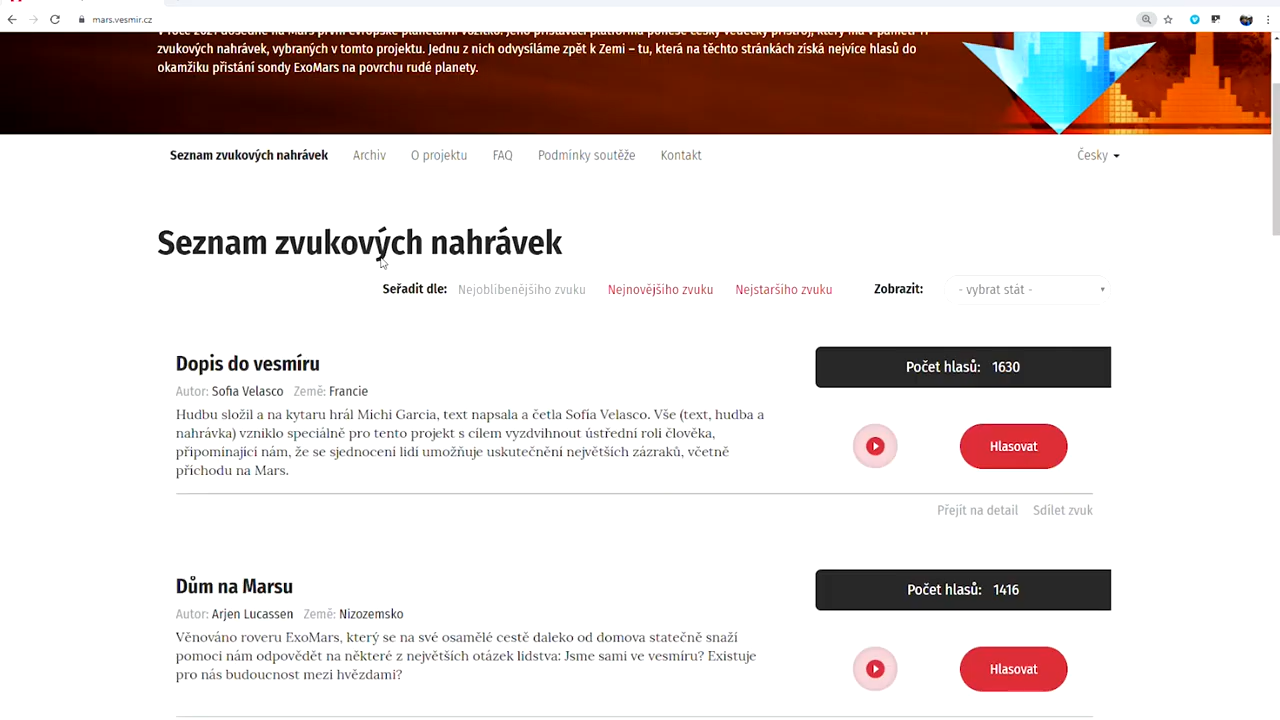 mars.vesmir.cz
zvukových nahrávek, vybraných v tomto projektu. Jednu z nich odvysíláme zpět k Zemi – tu, která na těchto stránkách získá nejvíce hlasů do
okamžiku přistání sondy ExoMars na povrchu rudé planety.
Seznam zvukových nahrávek Archiv O projektu FAQ Podmínky soutěže Kontakt Česky
Seznam zvukových nahrávek
Seřadit dle: Nejoblíbenějšího zvuku Nejnovějšího zvuku Nejstaršího zvuku Zobrazit: - vybrat stát -
Dopis do vesmíru
Počet hlasů: 1630
Autor: Sofia Velasco Země: Francie
Hudbu složil a na kytaru hrál Michi Garcia, text napsala a četla Sofía Velasco. Vše (text, hudba a
nahrávka) vzniklo speciálně pro tento projekt s cílem vyzdvihnout ústřední roli člověka,
připomínající nám, že se sjednocení lidí umožňuje uskutečnění největších zázraků, včetně
příchodu na Mars.
Hlasovat
Přejít na detail Sdílet zvuk
Dům na Marsu
Počet hlasů: 1416
Autor: Arjen Lucassen Země: Nizozemsko
Věnováno roveru ExoMars, který se na své osamělé cestě daleko od domova statečně snaží
pomoci nám odpovědět na některé z největších otázek lidstva: Jsme sami ve vesmíru? Existuje
pro nás budoucnost mezi hvězdami?
Hlasovat